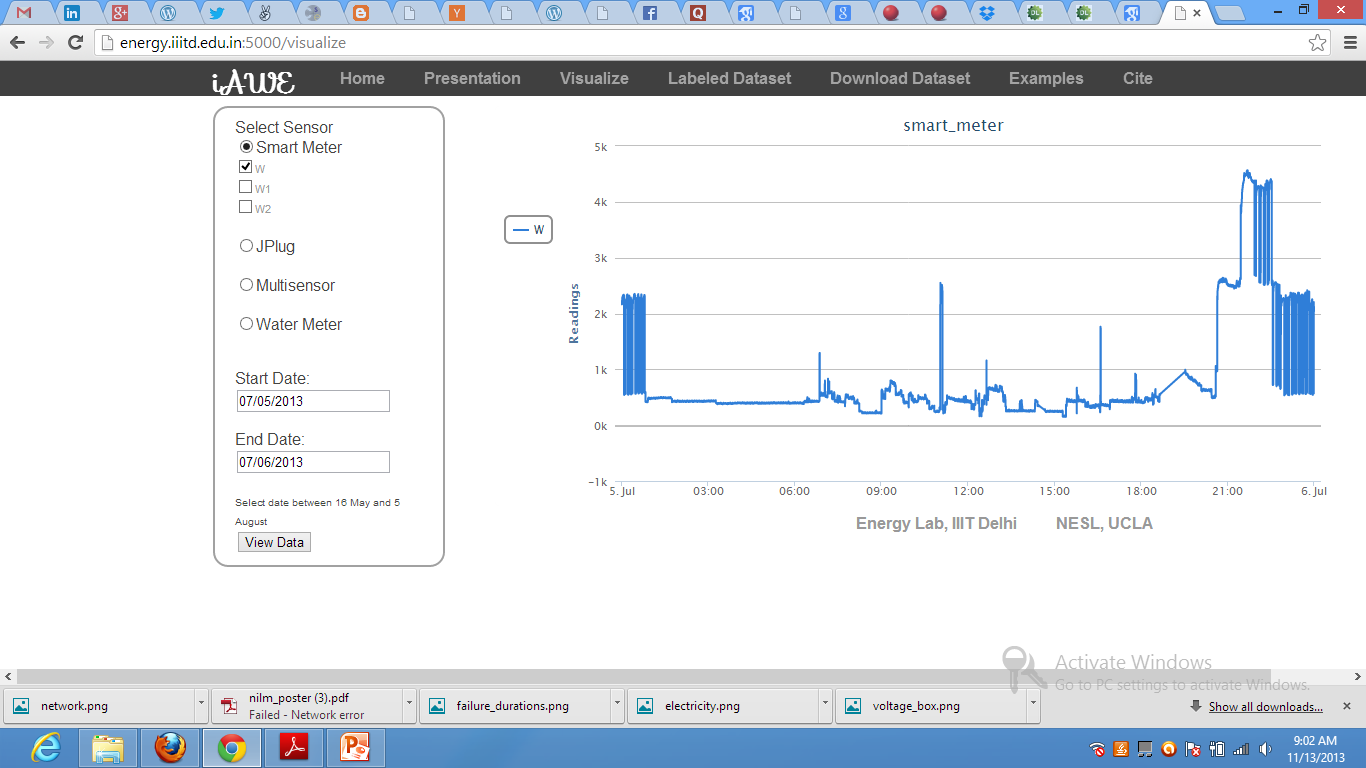 energy.iiitd.edu.in:5000/visualize
iAWE Home Presentation Visualize Labeled Dataset Download Dataset Examples Cite
Select Sensor
Smart Meter
W
W1
W2
JPlug
Multisensor
Water Meter
Start Date:
07/05/2013
End Date:
07/06/2013
Select date between 16 May and 5
August
View Data
smart_meter
W
Readings
5k
4k
3k
2k
1k
0k
-1k
5. Jul 03:00 06:00 09:00 12:00 15:00 18:00 21:00 6. Jul
Energy Lab, IIIT Delhi NESL, UCLA
Activate Windows
Go to PC settings to activate Windows.
network.png
nilm_poster (3).pdf
Failed - Network error
failure_durations.png
electricity.png
voltage_box.png
Show all downloads...
9:02 AM
11/13/2013